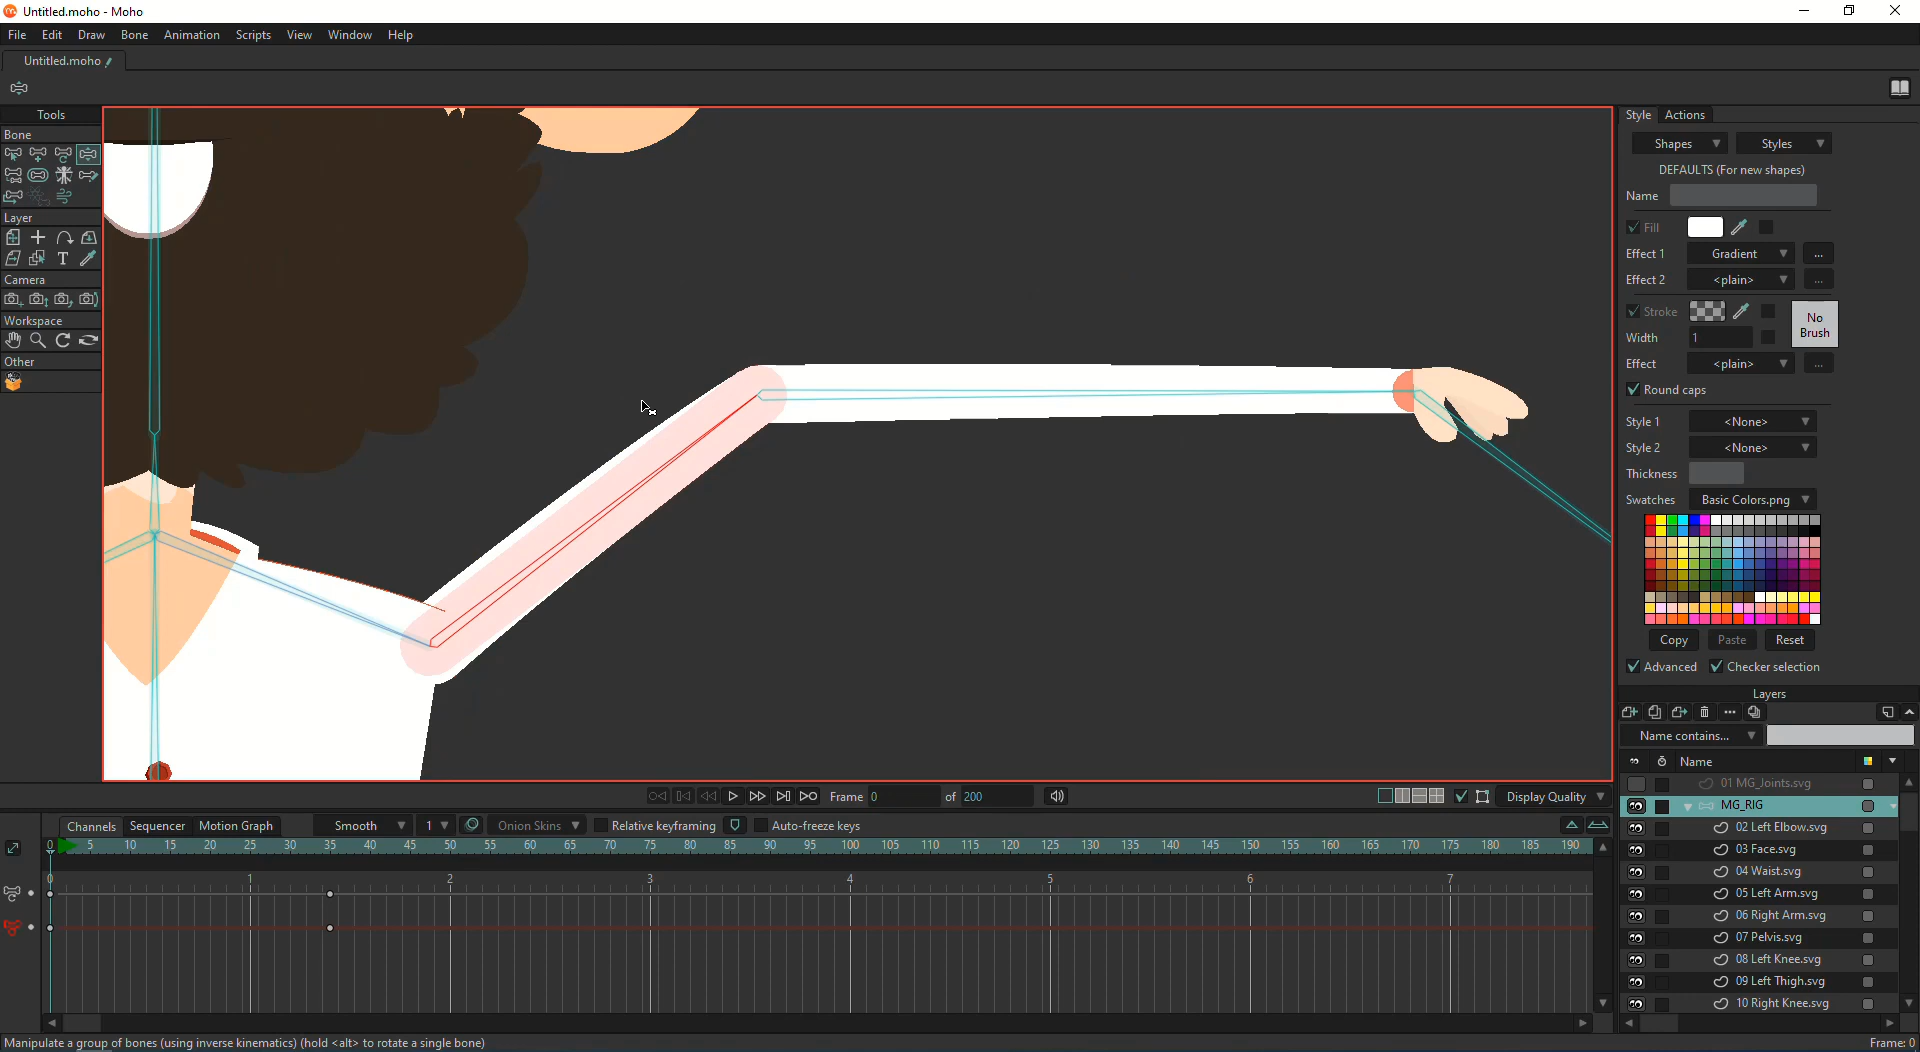 Untitled.moho - Moho
File Edit Draw Bone Animation Scripts View Window Help
Untitled.moho
Tools
Bone
Layer
T
Camera
Workspace
Other
Style Actions
Shapes Styles
DEFAULTS (For new shapes)
Name
Fill
Effect 1 Gradient ...
Effect 2 <plain> ...
Stroke
No Brush
Width 1
Effect <plain> ...
Round caps
Style 1 <None>
Style 2 <None>
Thickness
Swatches Basic Colors.png
Copy Paste Reset
Advanced Checker selection
Layers
Name contains...
Name
01 MG_Joints.svg
MG_RIG
02 Left Elbow.svg
03 Face.svg
04 Waist.svg
05 Left Arm.svg
06 Right Arm.svg
07 Pelvis.svg
08 Left Knee.svg
09 Left Thigh.svg
10 Right Knee.svg
Frame 0 of 200 Display Quality
Channels Sequencer Motion Graph Smooth 1 Onion Skins Relative keyframing Auto-freeze keys
0 5 10 15 20 25 30 35 40 45 50 55 60 65 70 75 80 85 90 95 100 105 110 115 120 125 130 135 140 145 150 155 160 165 170 175 180 185 190
0 1 2 3 4 5 6 7
Manipulate a group of bones (using inverse kinematics) (hold <alt> to rotate a single bone) Frame: 0